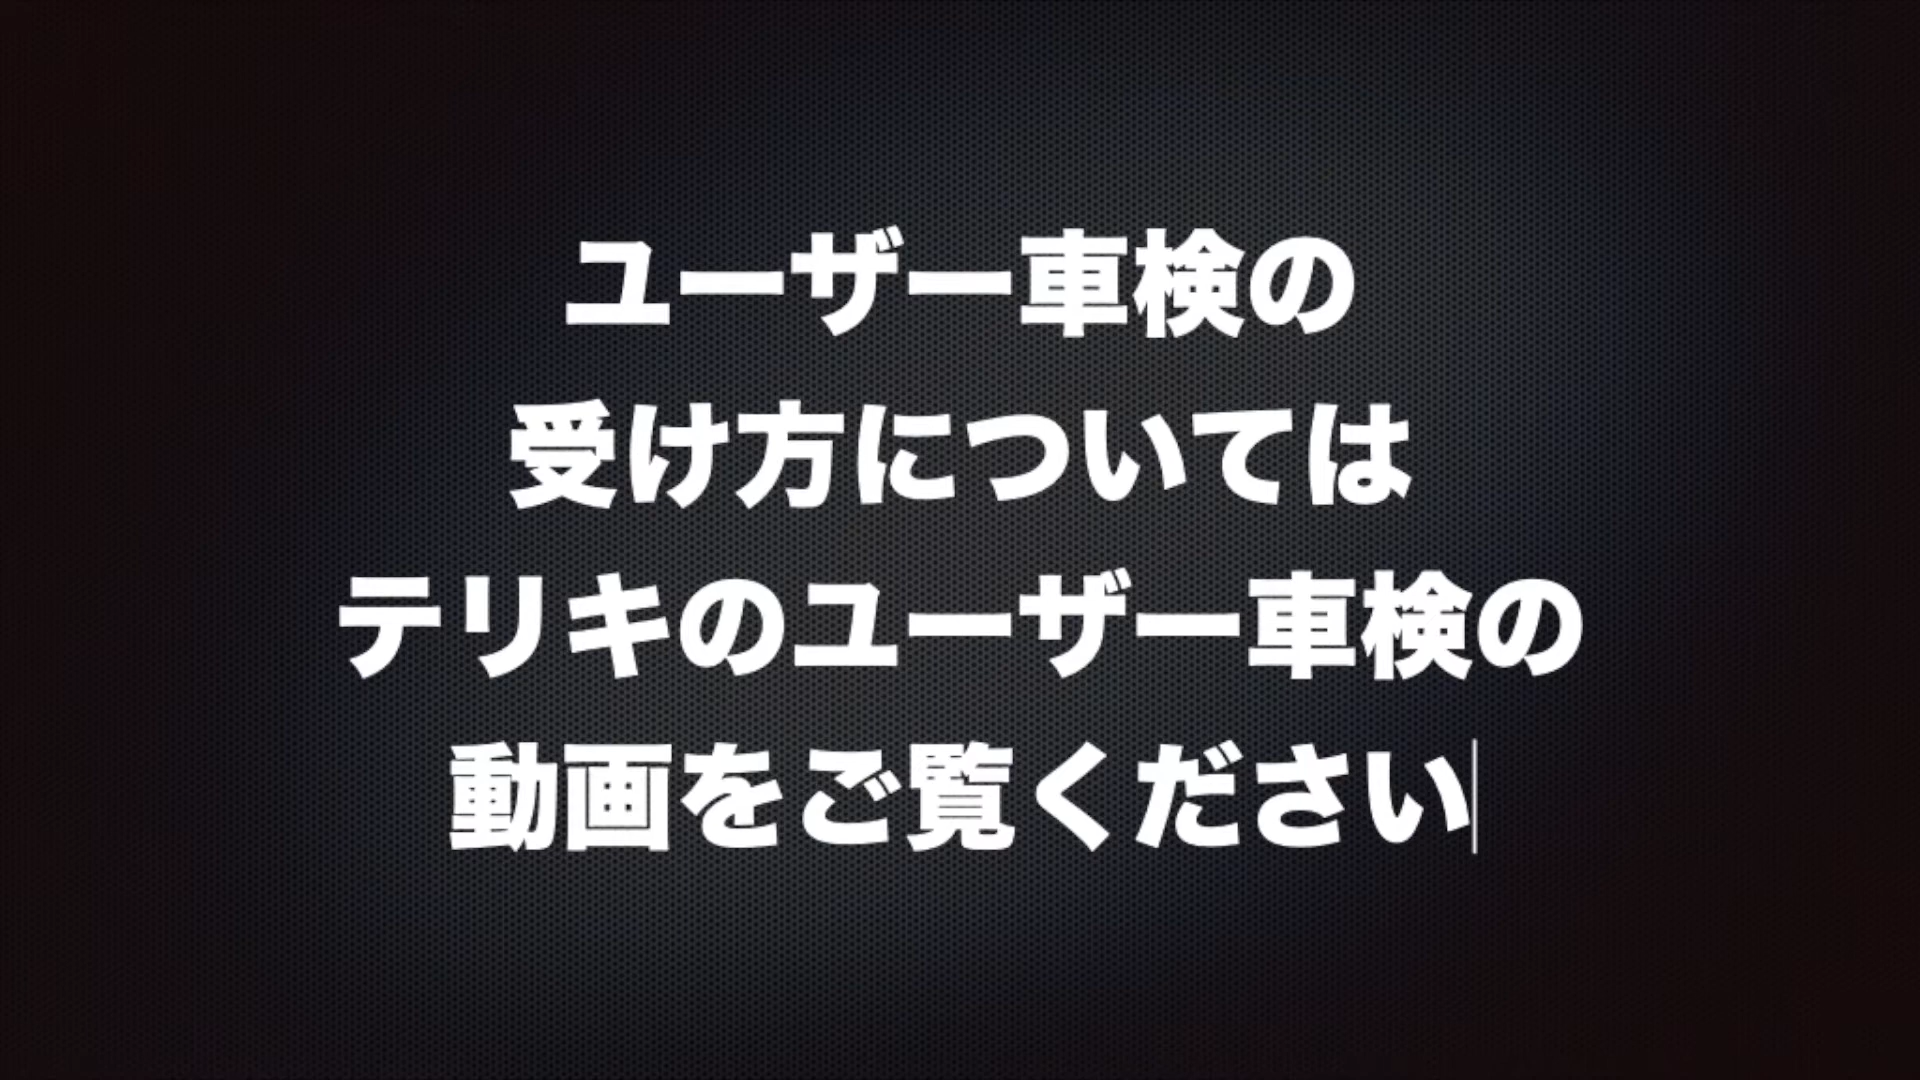 ユーザー車検の
受け方については
テリキのユーザー車検の
動画をご覧ください